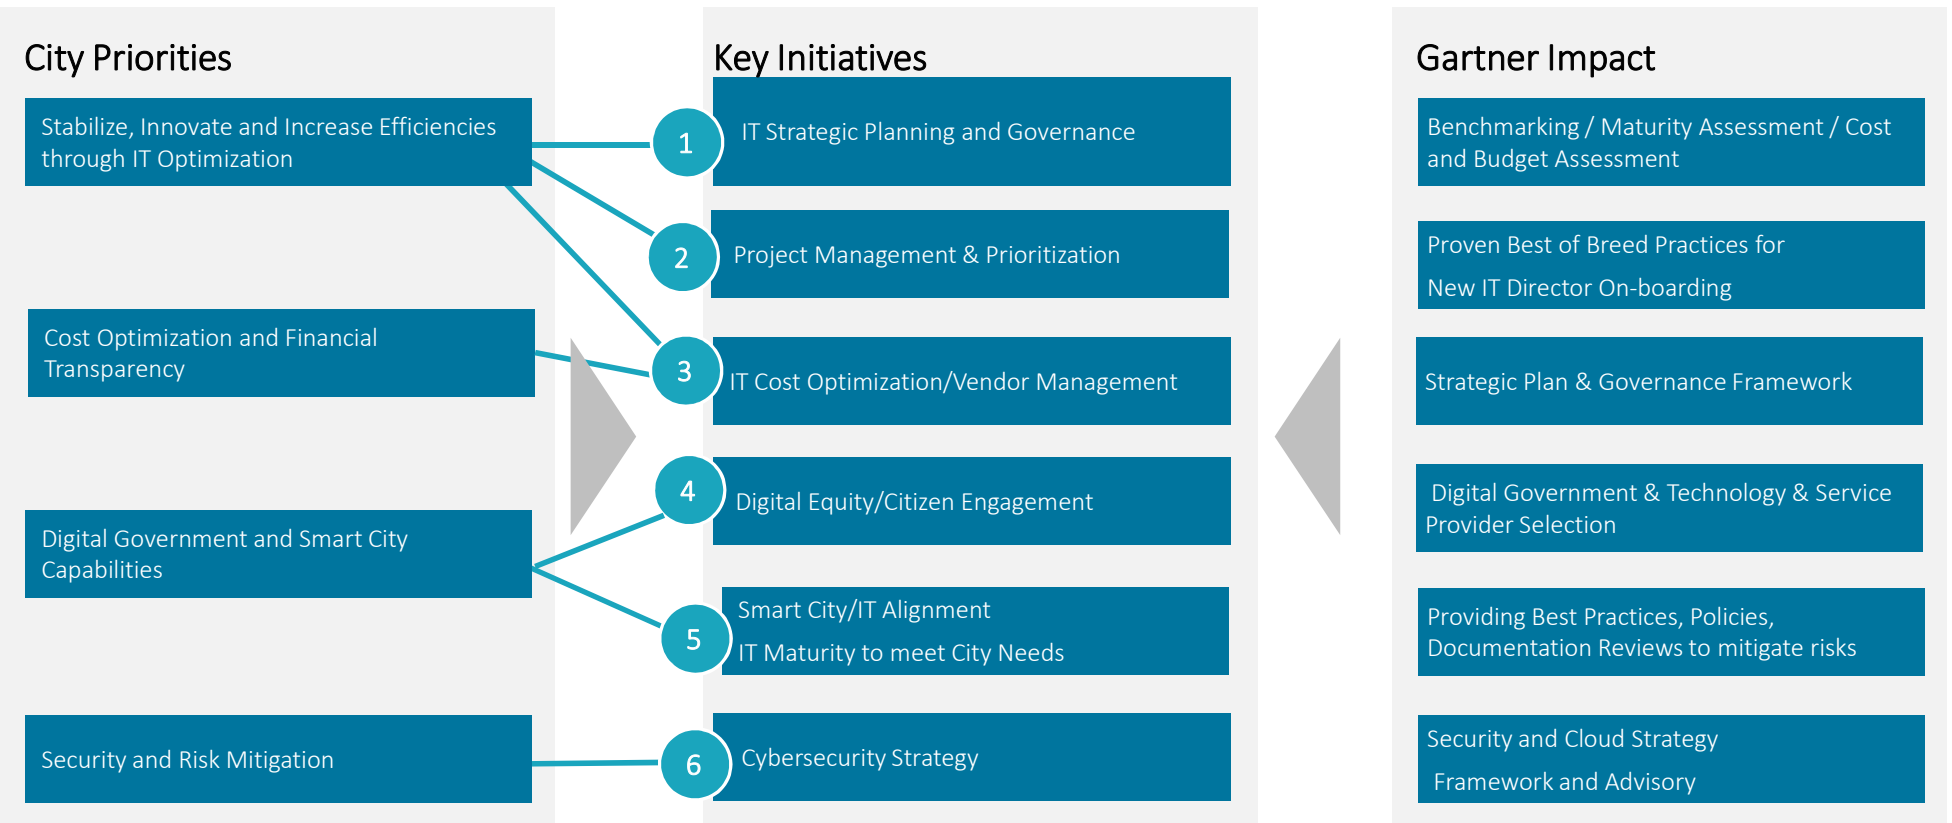 City Priorities
Stabilize, Innovate and Increase Efficiencies
through IT Optimization
Cost Optimization and Financial
Transparency
Digital Government and Smart City
Capabilities
Security and Risk Mitigation
Key Initiatives
1
IT Strategic Planning and Governance
2
Project Management & Prioritization
3
IT Cost Optimization/Vendor Management
4
Digital Equity/Citizen Engagement
5
Smart City/IT Alignment
IT Maturity to meet City Needs
6
Cybersecurity Strategy
Gartner Impact
Benchmarking / Maturity Assessment / Cost
and Budget Assessment
Proven Best of Breed Practices for
New IT Director On-boarding
Strategic Plan & Governance Framework
Digital Government & Technology & Service
Provider Selection
Providing Best Practices, Policies,
Documentation Reviews to mitigate risks
Security and Cloud Strategy
Framework and Advisory